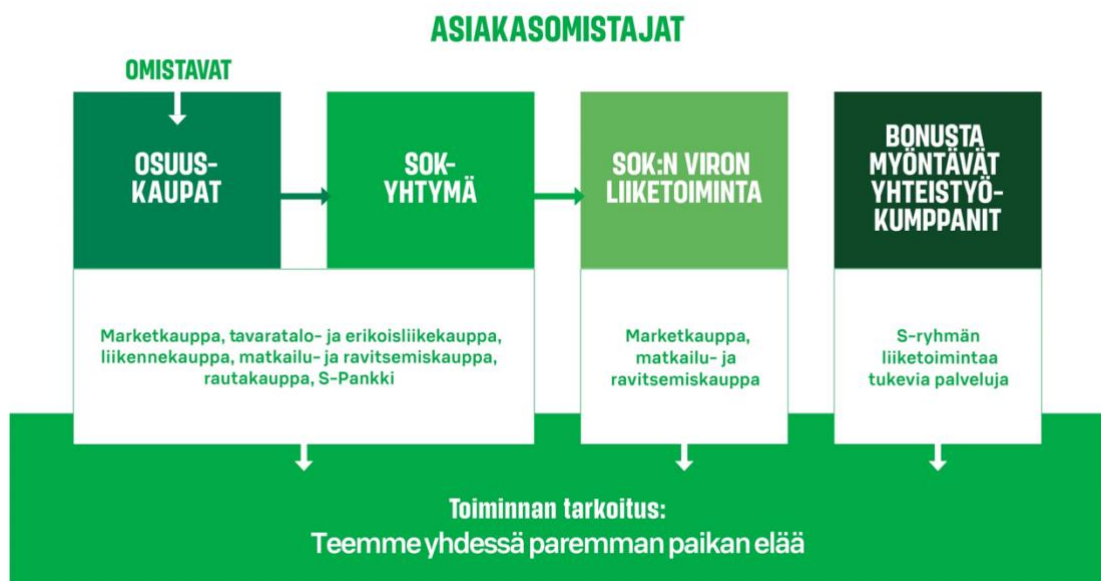 ASIAKASOMISTAJAT
OMISTAVAT
OSUUS-
KAUPAT
SOK-
YHTYMÄ
SOK:N VIRON
LIIKETOIMINTA
BONUSTA
MYÖNTÄVÄT
YHTEISTYÖ-
KUMPPANIT
Marketkauppa, tavaratalo- ja erikoisliikekauppa,
liikennekauppa, matkailu- ja ravitsemiskauppa,
rautakauppa, S-Pankki
Marketkauppa,
matkailu- ja
ravitsemiskauppa
S-ryhmän
liiketoimintaa
tukevia palveluja
Toiminnan tarkoitus:
Teemme yhdessä paremman paikan elää